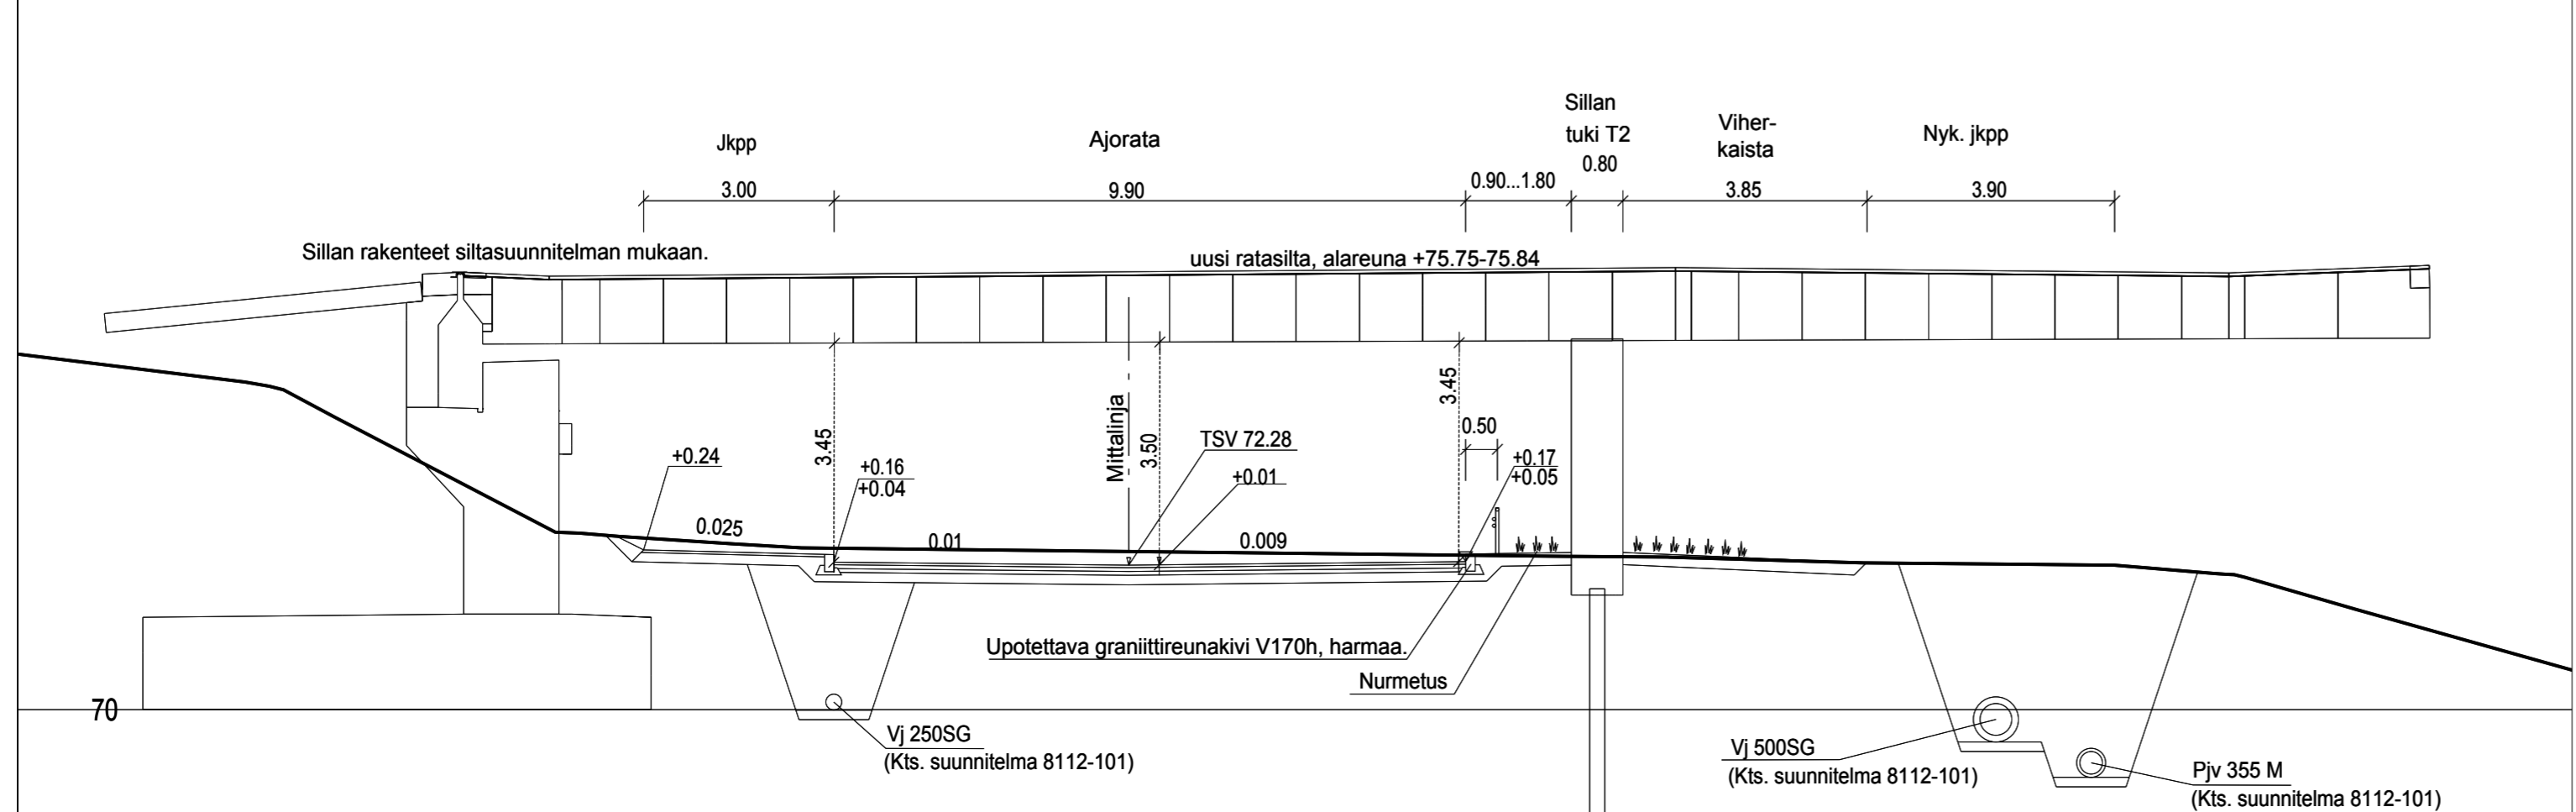 Sillan
tuki T2
0.80
Jkpp
3.00
Ajorata
9.90
0.90...1.80
Viher-
kaista
3.85
Nyk. jkpp
3.90
Sillan rakenteet siltasuunnitelman mukaan.
uusi ratasilta, alareuna +75.75-75.84
+0.24
3.45
+0.16
+0.04
Mittalinja
3.50
TSV 72.28
+0.01
3.45
0.50
+0.17
+0.05
0.025
0.01
0.009
Upotettava graniittireunakivi V170h, harmaa.
Nurmetus
70
Vj 250SG
(Kts. suunnitelma 8112-101)
Vj 500SG
(Kts. suunnitelma 8112-101)
Pjv 355 M
(Kts. suunnitelma 8112-101)